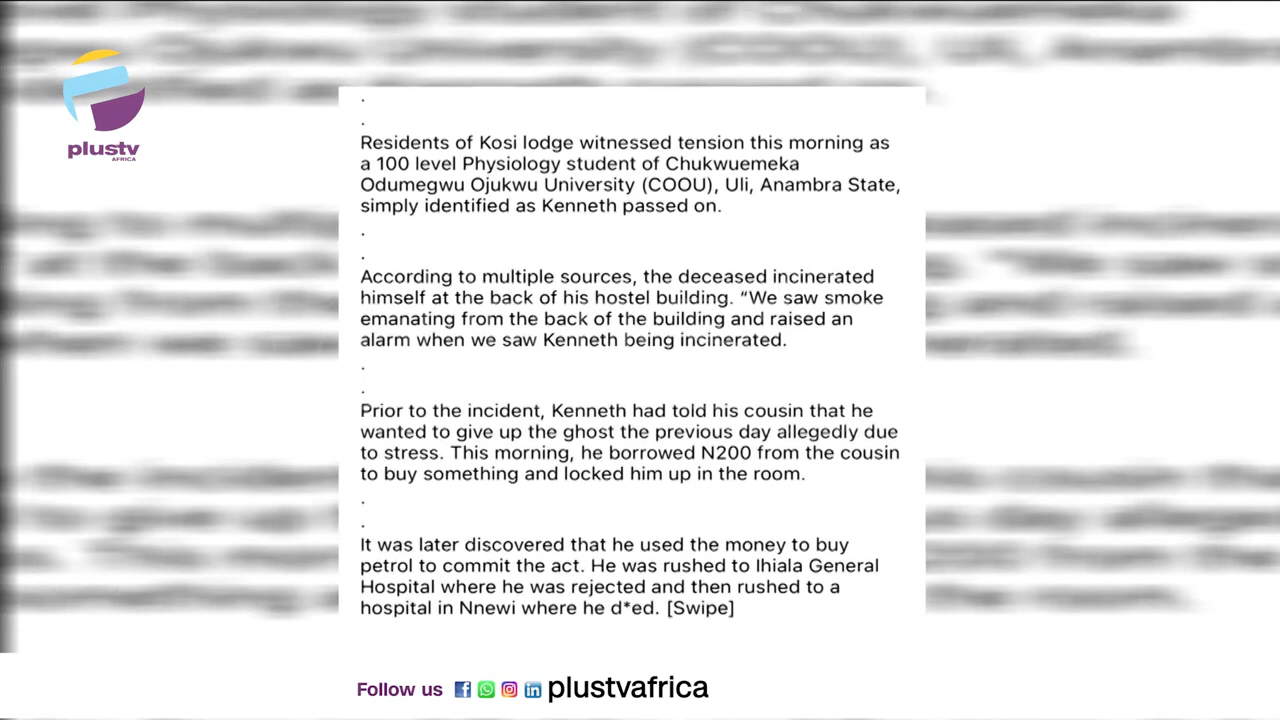 plustv
AFRICA
.
.
Residents of Kosi lodge witnessed tension this morning as
a 100 level Physiology student of Chukwuemeka
Odumegwu Ojukwu University (COOU), Uli, Anambra State,
simply identified as Kenneth passed on.
.
.
According to multiple sources, the deceased incinerated
himself at the back of his hostel building. “We saw smoke
emanating from the back of the building and raised an
alarm when we saw Kenneth being incinerated.
.
.
Prior to the incident, Kenneth had told his cousin that he
wanted to give up the ghost the previous day allegedly due
to stress. This morning, he borrowed N200 from the cousin
to buy something and locked him up in the room.
.
.
It was later discovered that he used the money to buy
petrol to commit the act. He was rushed to Ihiala General
Hospital where he was rejected and then rushed to a
hospital in Nnewi where he d*ed. [Swipe]
Follow us plustvafrica